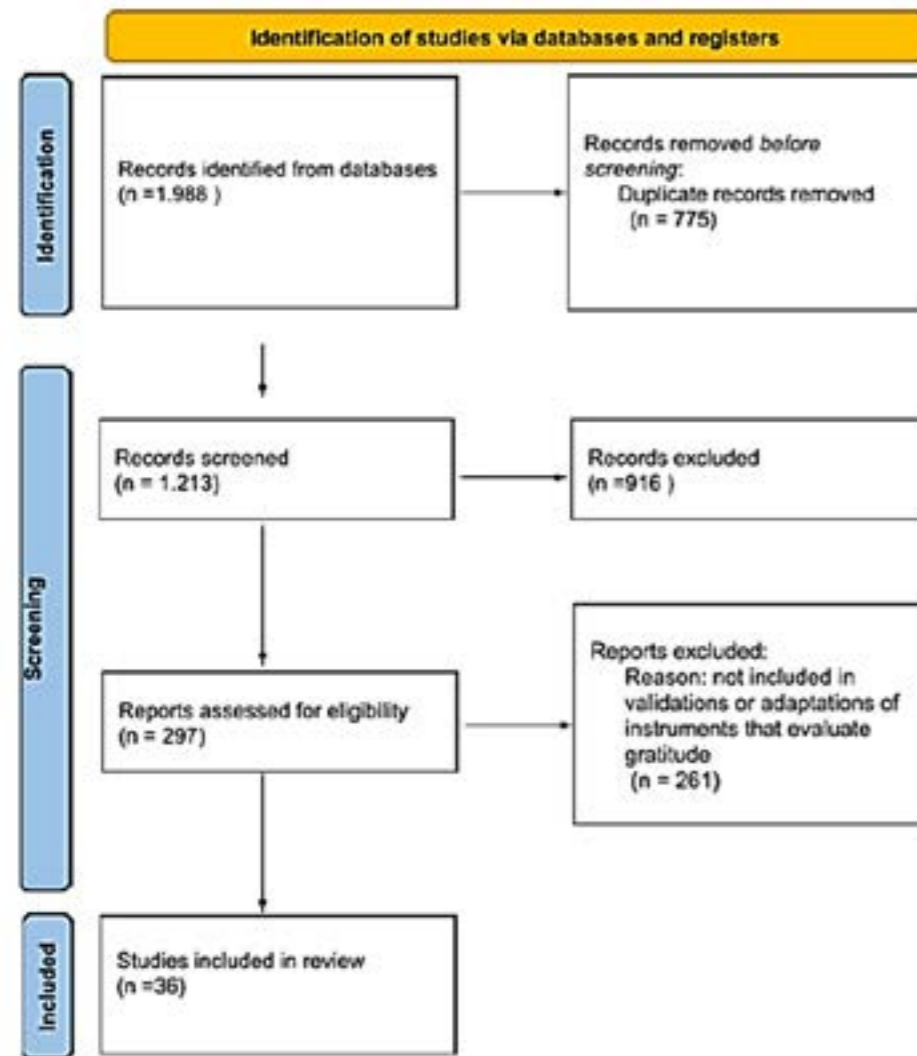 Identification of studies via databases and registers
Identification
Records identified from databases
(n =1.988 )
Records removed before
screening:
Duplicate records removed
(n = 775)
Screening
Records screened
(n = 1.213)
Records excluded
(n =916 )
Reports assessed for eligibility
(n = 297)
Reports excluded:
Reason: not included in
validations or adaptations of
instruments that evaluate
gratitude
(n = 261)
Included
Studies included in review
(n =36)